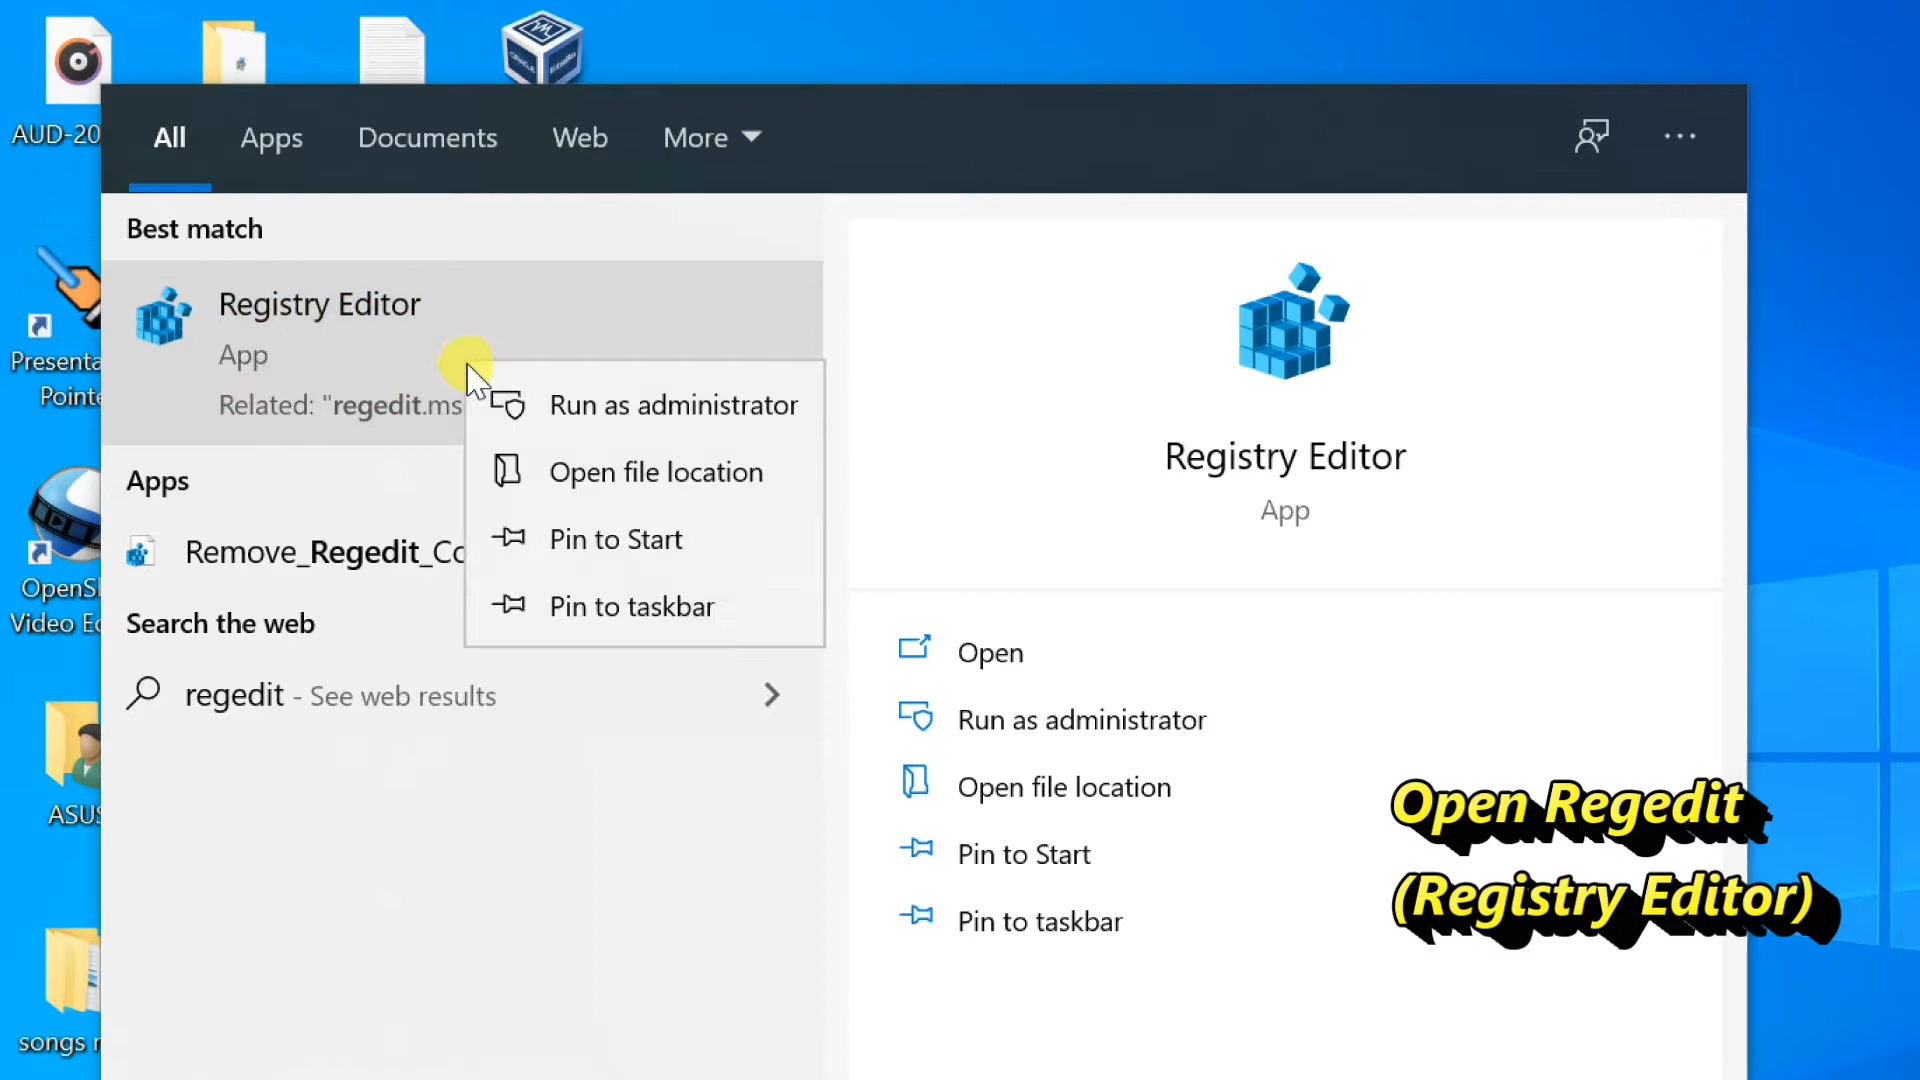 AUD-20
All
Apps
Documents
Web
More
Best match
Registry Editor
App
Related: "regedit.ms
Run as administrator
Open file location
Pin to Start
Pin to taskbar
Apps
Remove_Regedit_Co
Search the web
regedit - See web results
Registry Editor
App
Open
Run as administrator
Open file location
Pin to Start
Pin to taskbar
Presenta
Pointe
OpenSh
Video Ed
ASUS
songs
ORACLE
Open Regedit
(Registry Editor)